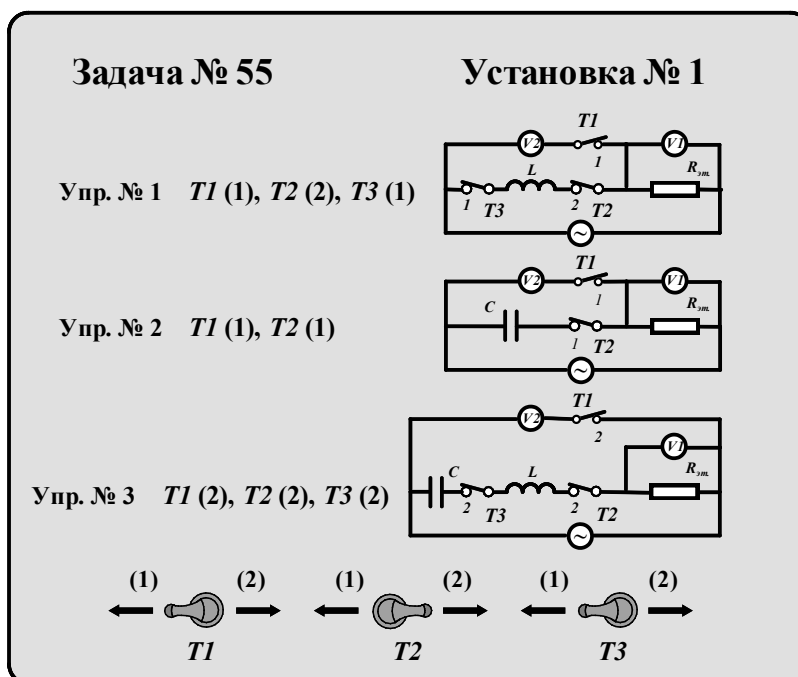 Задача № 55 Установка № 1
Упр. № 1 T1 (1), T2 (2), T3 (1)
T1
V2 V1
1
L Rэт.
1 T3 2 T2
~
Упр. № 2 T1 (1), T2 (1)
T1
V2 V1
1
C Rэт.
1 T2
~
Упр. № 3 T1 (2), T2 (2), T3 (2)
T1
V2
2
V1
C L Rэт.
2 T3 2 T2
~
(1) (2) (1) (2) (1) (2)
T1 T2 T3